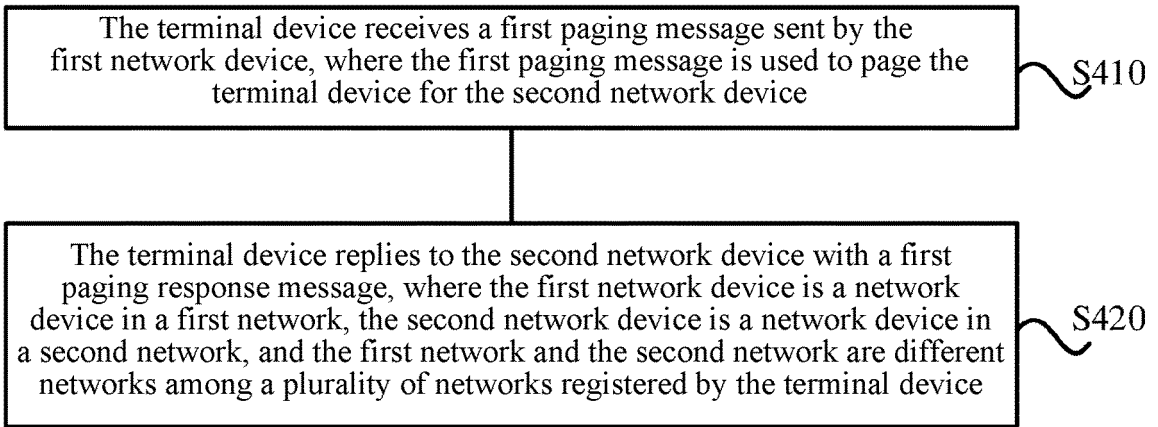 The terminal device receives a first paging message sent by the
first network device, where the first paging message is used to page the
terminal device for the second network device
S410
The terminal device replies to the second network device with a first
paging response message, where the first network device is a network
device in a first network, the second network device is a network device in
a second network, and the first network and the second network are different
networks among a plurality of networks registered by the terminal device
S420